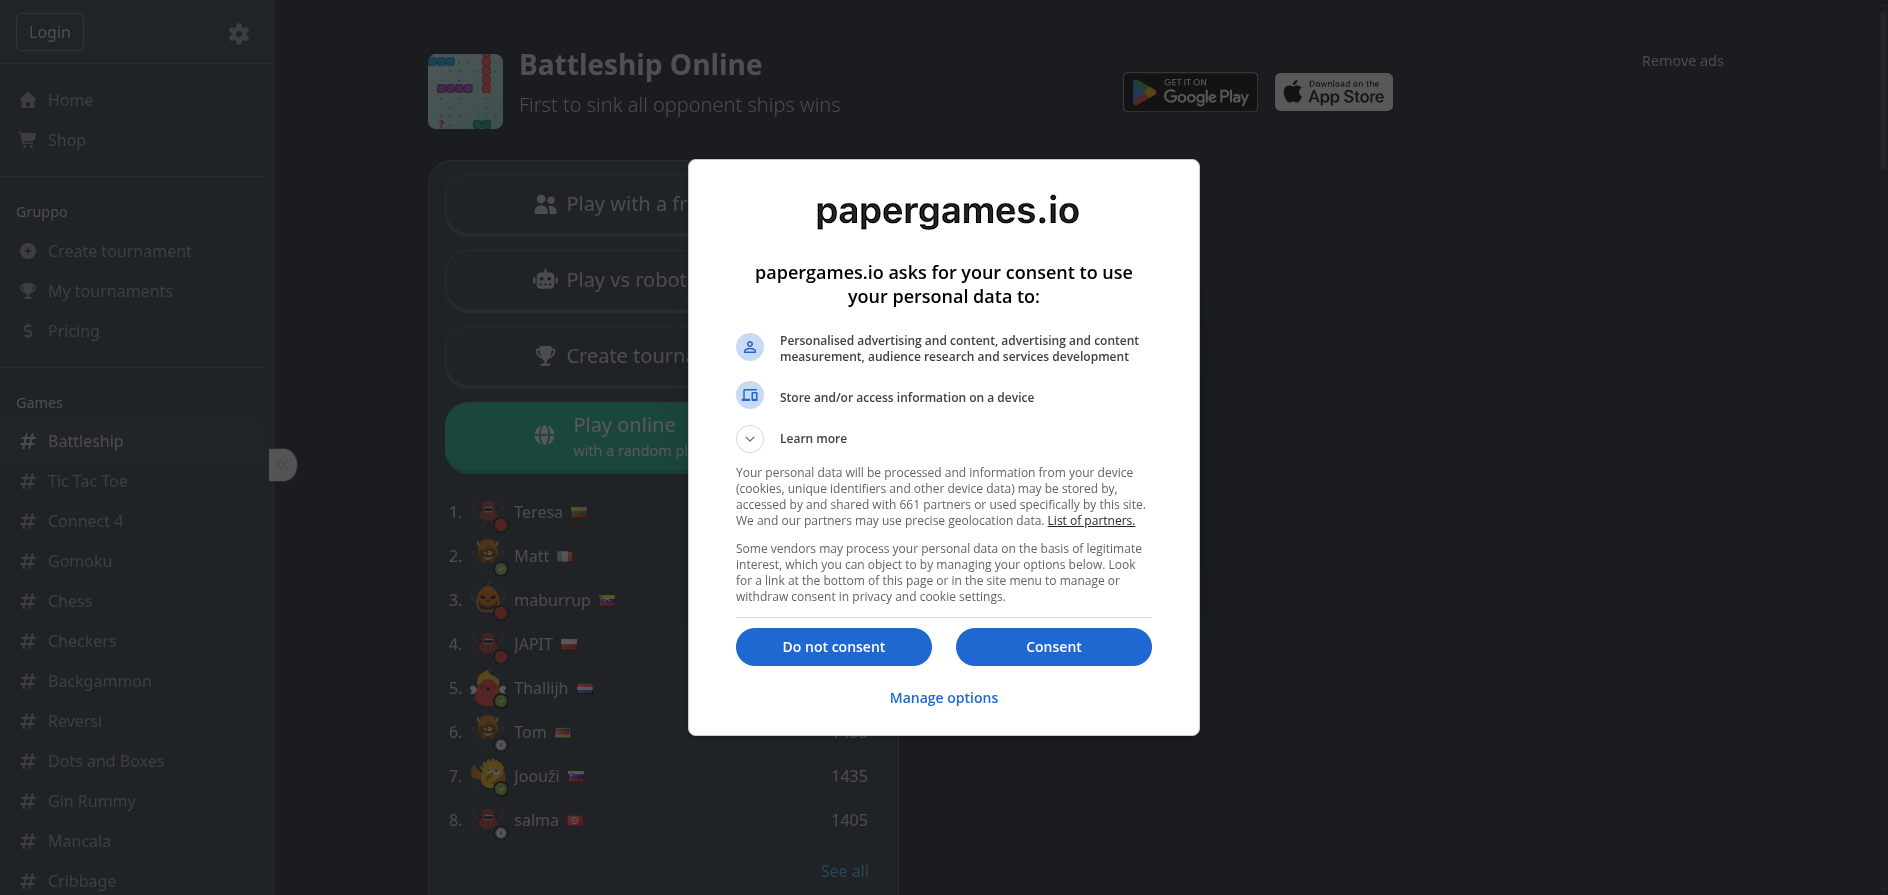 Login
Home
Shop
Gruppo
Create tournament
My tournaments
Pricing
Games
Battleship
Tic Tac Toe
Connect 4
Gomoku
Chess
Checkers
Backgammon
Reversi
Dots and Boxes
Gin Rummy
Mancala
Cribbage
Battleship Online
First to sink all opponent ships wins
GET IT ON
Google Play
Download on the
App Store
Remove ads
Play with a fr
Play vs robot
Create tourn
Play online
with a random pl
1. Teresa
2. Matt
3. maburrup
4. JAPIT
5. Thallijh
6. Tom
7. Joouži 1435
8. salma 1405
See all
papergames.io
papergames.io asks for your consent to use
your personal data to:
Personalised advertising and content, advertising and content
measurement, audience research and services development
Store and/or access information on a device
Learn more
Your personal data will be processed and information from your device
(cookies, unique identifiers and other device data) may be stored by,
accessed by and shared with 661 partners or used specifically by this site.
We and our partners may use precise geolocation data. List of partners.
Some vendors may process your personal data on the basis of legitimate
interest, which you can object to by managing your options below. Look
for a link at the bottom of this page or in the site menu to manage or
withdraw consent in privacy and cookie settings.
Do not consent
Consent
Manage options